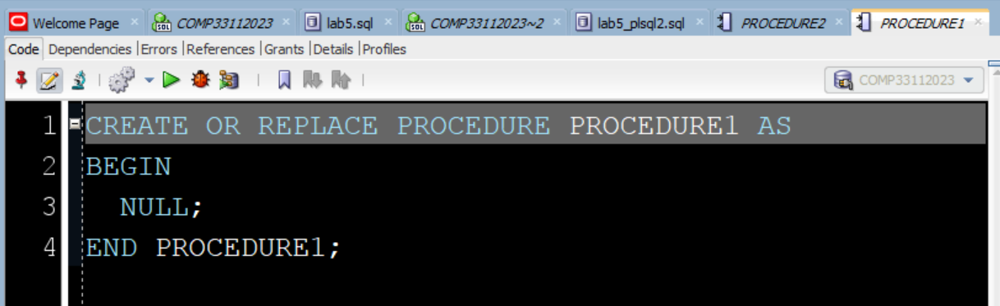 Welcome Page COMP33112023 lab5.sql COMP33112023~2 lab5_plsql2.sql PROCEDURE2 PROCEDURE1
Code Dependencies |Errors |References |Grants |Details |Profiles
COMP33112023
1 CREATE OR REPLACE PROCEDURE PROCEDURE1 AS
2 BEGIN
3 NULL;
4 END PROCEDURE1;